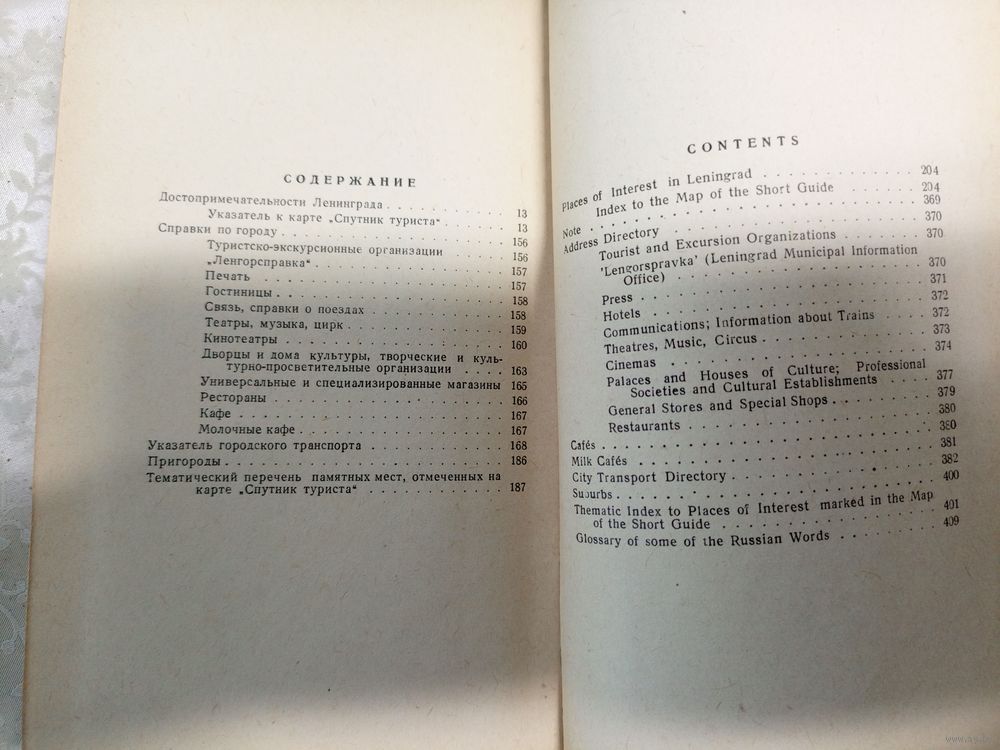 СОДЕРЖАНИЕ
Достопримечательности Ленинграда . . . . . . . . . 13
Указатель к карте „Спутник туриста“ . . . . . 13
Справки по городу . . . . . . . . . . . . . . . . 156
Туристско-экскурсионные организации . . . . . 156
„Ленгорсправка“ . . . . . . . . . . . . . . 157
Печать . . . . . . . . . . . . . . . . . . 157
Гостиницы . . . . . . . . . . . . . . . . . 158
Связь, справки о поездах . . . . . . . . . . 158
Театры, музыка, цирк . . . . . . . . . . . . 159
Кинотеатры . . . . . . . . . . . . . . . . 160
Дворцы и дома культуры, творческие и куль-
турно-просветительные организации . . . . 163
Универсальные и специализированные магазины 165
Рестораны . . . . . . . . . . . . . . . . . 166
Кафе . . . . . . . . . . . . . . . . . . . 167
Молочные кафе . . . . . . . . . . . . . . . 167
Указатель городского транспорта . . . . . . . . . . 168
Пригороды . . . . . . . . . . . . . . . . . . . . 186
Тематический перечень памятных мест, отмеченных на
карте „Спутник туриста“ . . . . . . . . . . 187
CONTENTS
Places of Interest in Leningrad . . . . . . . . . . 204
Index to the Map of the Short Guide . . . . . 204
Note . . . . . . . . . . . . . . . . . . . . . . 369
Address Directory . . . . . . . . . . . . . . . . 370
Tourist and Excursion Organizations . . . . . . 370
'Lengorspravka' (Leningrad Municipal Information
Office) . . . . . . . . . . . . . . . . . 370
Press . . . . . . . . . . . . . . . . . . . 371
Hotels . . . . . . . . . . . . . . . . . . 372
Communications; Information about Trains . . . . 372
Theatres, Music, Circus . . . . . . . . . . . 373
Cinemas . . . . . . . . . . . . . . . . . . 374
Palaces and Houses of Culture; Professional
Societies and Cultural Establishments . . . . 377
General Stores and Special Shops . . . . . . . 379
Restaurants . . . . . . . . . . . . . . . . 380
Cafés . . . . . . . . . . . . . . . . . . . . . 380
Milk Cafés . . . . . . . . . . . . . . . . . . . 381
City Transport Directory . . . . . . . . . . . . . 382
Suburbs . . . . . . . . . . . . . . . . . . . . 400
Thematic Index to Places of Interest marked in the Map
of the Short Guide . . . . . . . . . . . . 401
Glossary of some of the Russian Words . . . . . . . 409